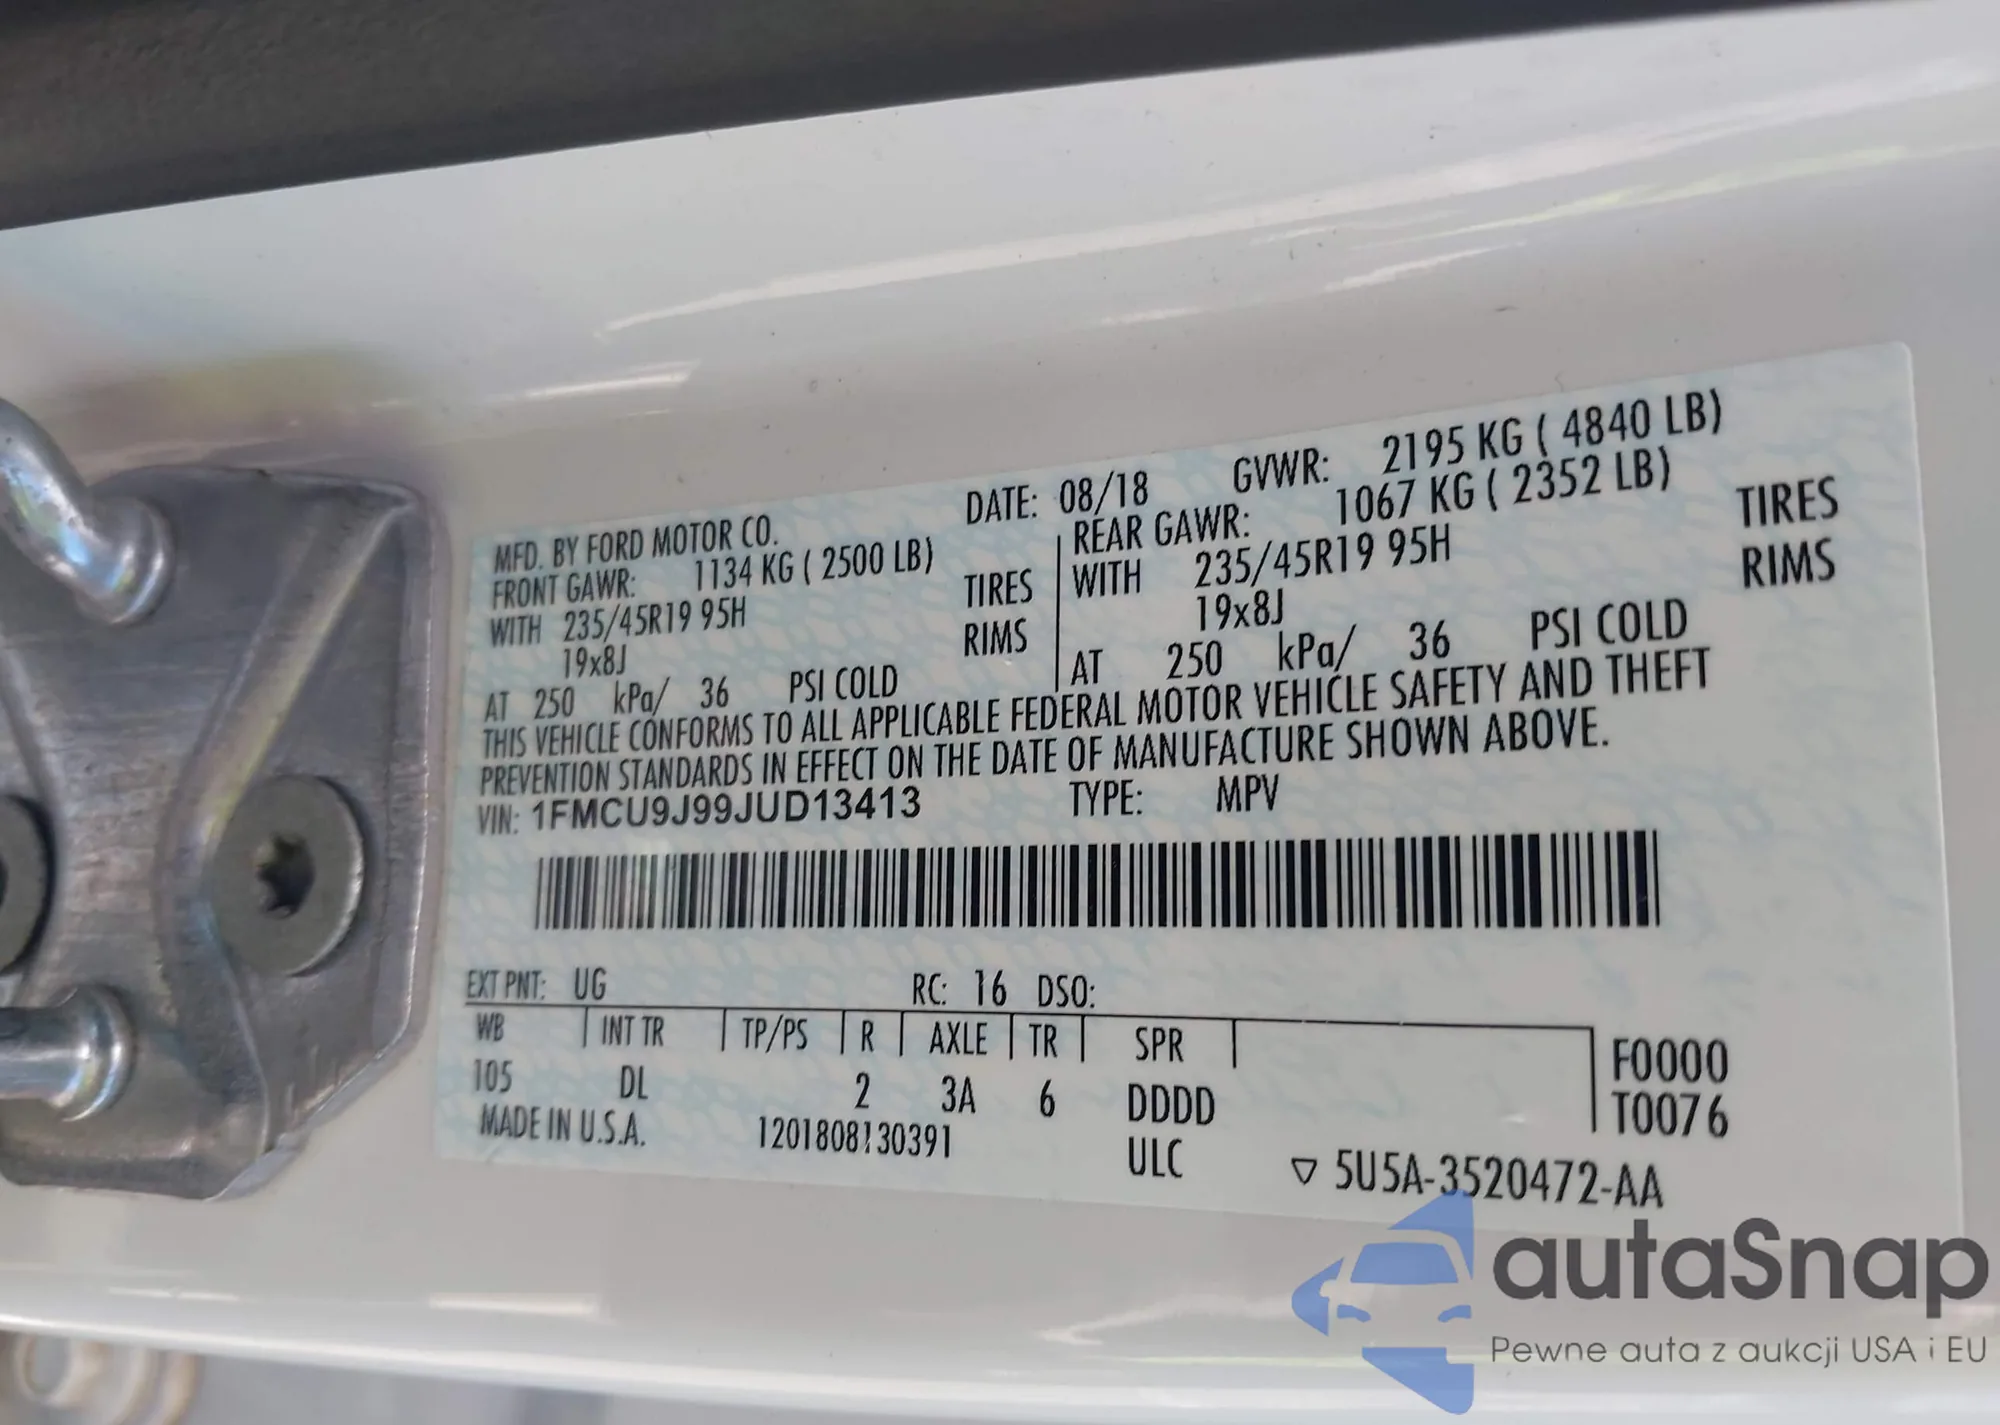 MFD. BY FORD MOTOR CO. DATE: 08/18 GVWR: 2195 KG ( 4840 LB)
FRONT GAWR: 1134 KG ( 2500 LB) REAR GAWR: 1067 KG ( 2352 LB)
WITH 235/45R19 95H TIRES WITH 235/45R19 95H TIRES
19x8J RIMS 19x8J RIMS
AT 250 kPa/ 36 PSI COLD AT 250 kPa/ 36 PSI COLD
THIS VEHICLE CONFORMS TO ALL APPLICABLE FEDERAL MOTOR VEHICLE SAFETY AND THEFT
PREVENTION STANDARDS IN EFFECT ON THE DATE OF MANUFACTURE SHOWN ABOVE.
VIN: 1FMCU9J99JUD13413 TYPE: MPV
EXT PNT: UG RC: 16 DSO:
WB INT TR TP/PS R AXLE TR SPR F0000
105 DL 2 3A 6 DDDD T0076
MADE IN U.S.A. 1201808130391 ULC ▽ 5U5A-3520472-AA
autaSnap
Pewne auta z aukcji USA i EU